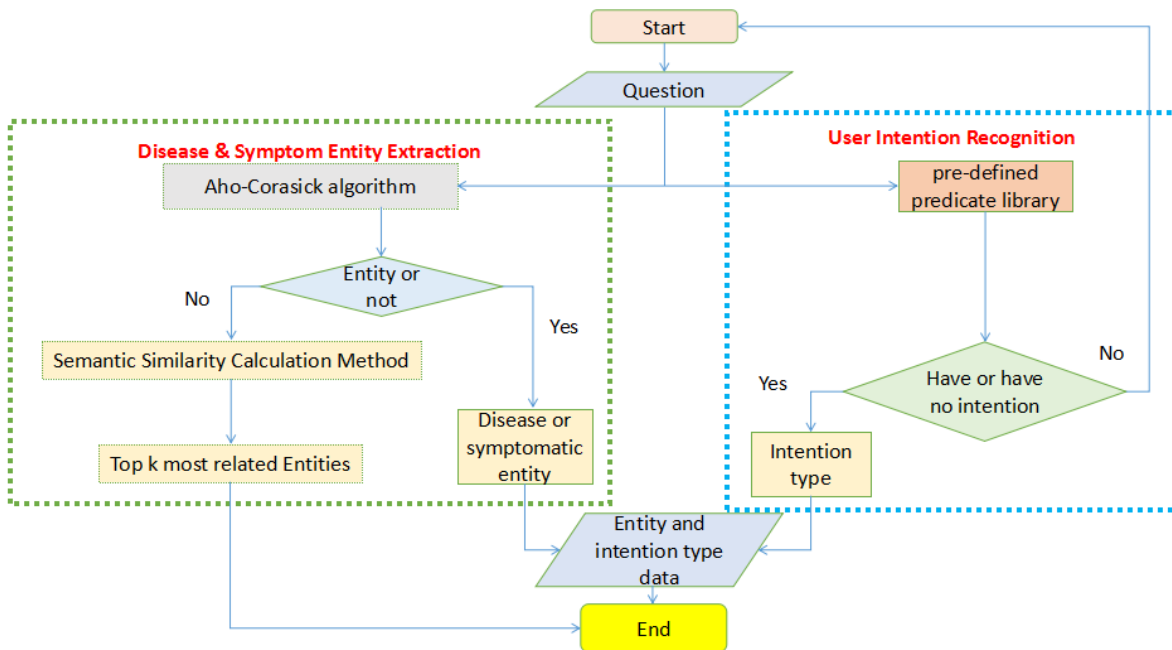 Start
Question
Disease & Symptom Entity Extraction
User Intention Recognition
Aho-Corasick algorithm
pre-defined
predicate library
Entity or
not
No
Yes
Semantic Similarity Calculation Method
Top k most related Entities
Disease or
symptomatic
entity
Have or have
no intention
No
Yes
Intention
type
Entity and
intention type
data
End